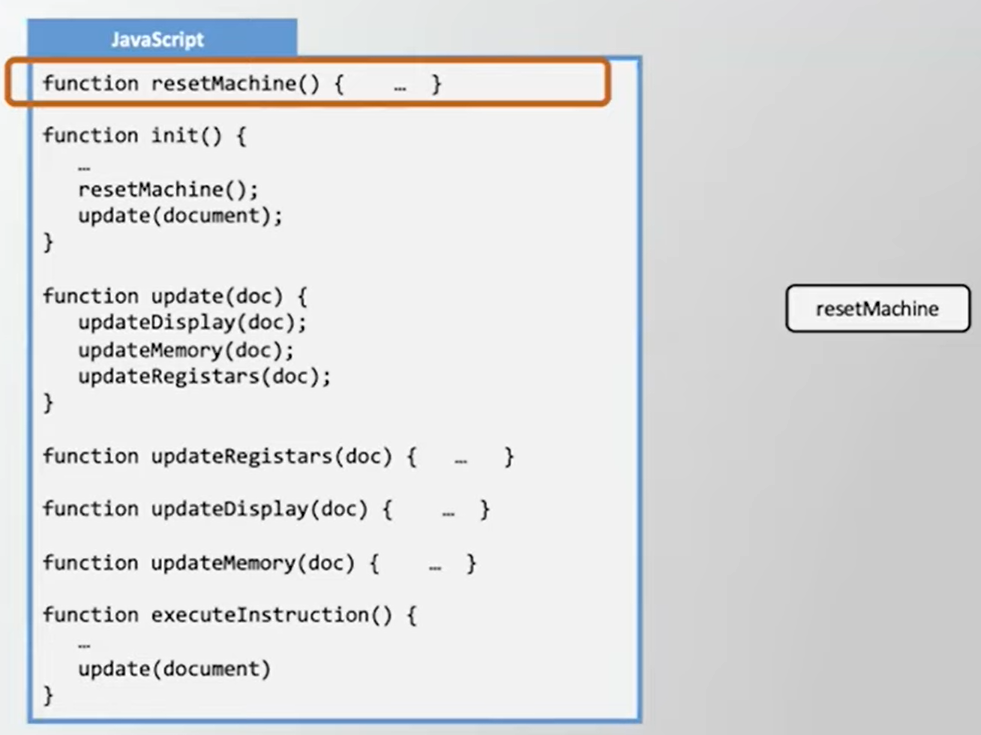 JavaScript
function resetMachine() { … }
function init() {
…
resetMachine();
update(document);
}
function update(doc) {
updateDisplay(doc);
updateMemory(doc);
updateRegistars(doc);
}
function updateRegistars(doc) { … }
function updateDisplay(doc) { … }
function updateMemory(doc) { … }
function executeInstruction() {
…
update(document)
}
resetMachine